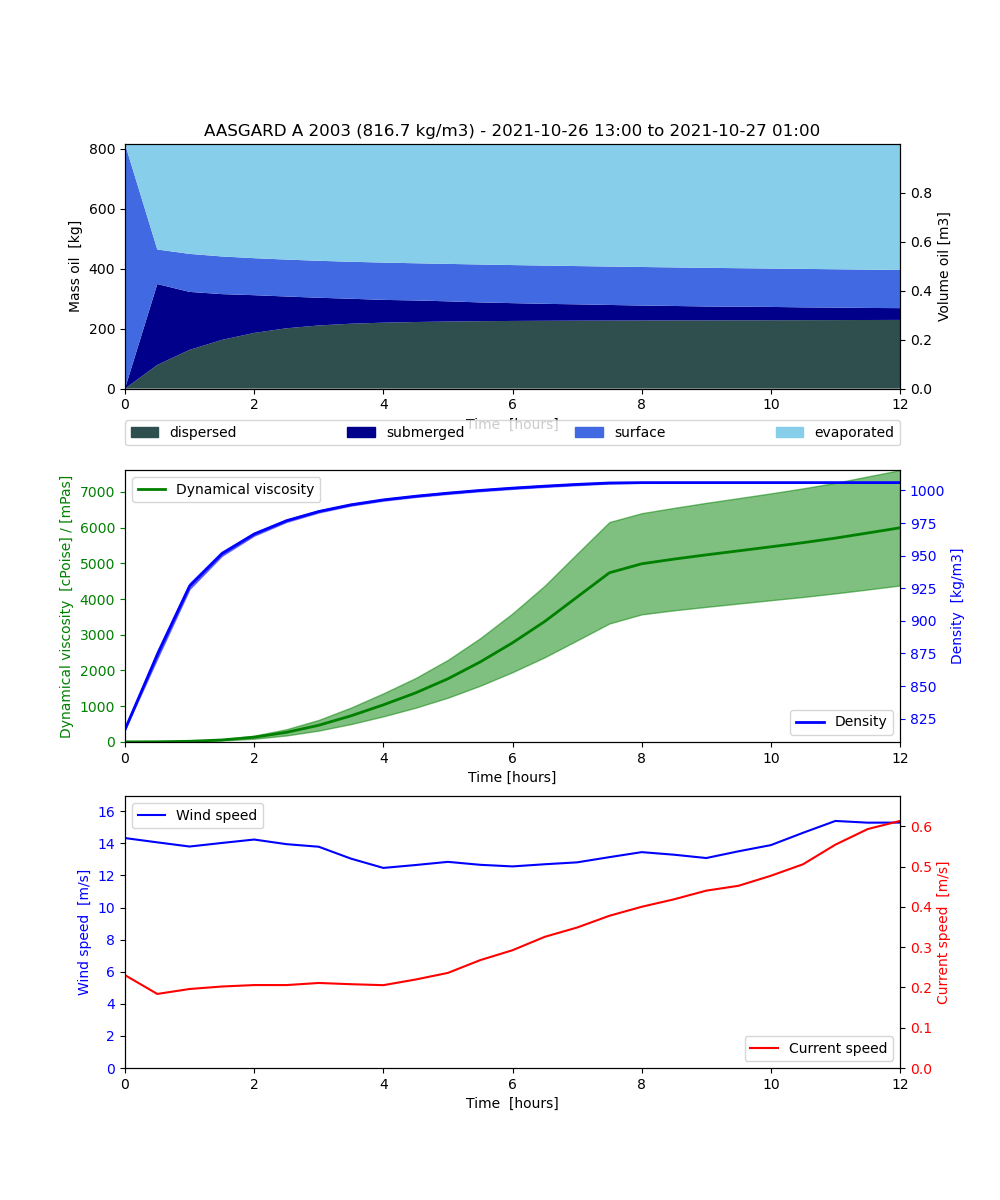 AASGARD A 2003 (816.7 kg/m3) - 2021-10-26 13:00 to 2021-10-27 01:00
800
600
400
200
0
Mass oil [kg]
0.8
0.6
0.4
0.2
0.0
Volume oil [m3]
0 2 4 6 8 10 12
Time [hours]
dispersed submerged surface evaporated
Dynamical viscosity
7000
6000
5000
4000
3000
2000
1000
0
Dynamical viscosity [cPoise] / [mPas]
1000
975
950
925
900
875
850
825
Density [kg/m3]
Density
0 2 4 6 8 10 12
Time [hours]
Wind speed
16
14
12
10
8
6
4
2
0
Wind speed [m/s]
0.6
0.5
0.4
0.3
0.2
0.1
0.0
Current speed [m/s]
Current speed
0 2 4 6 8 10 12
Time [hours]